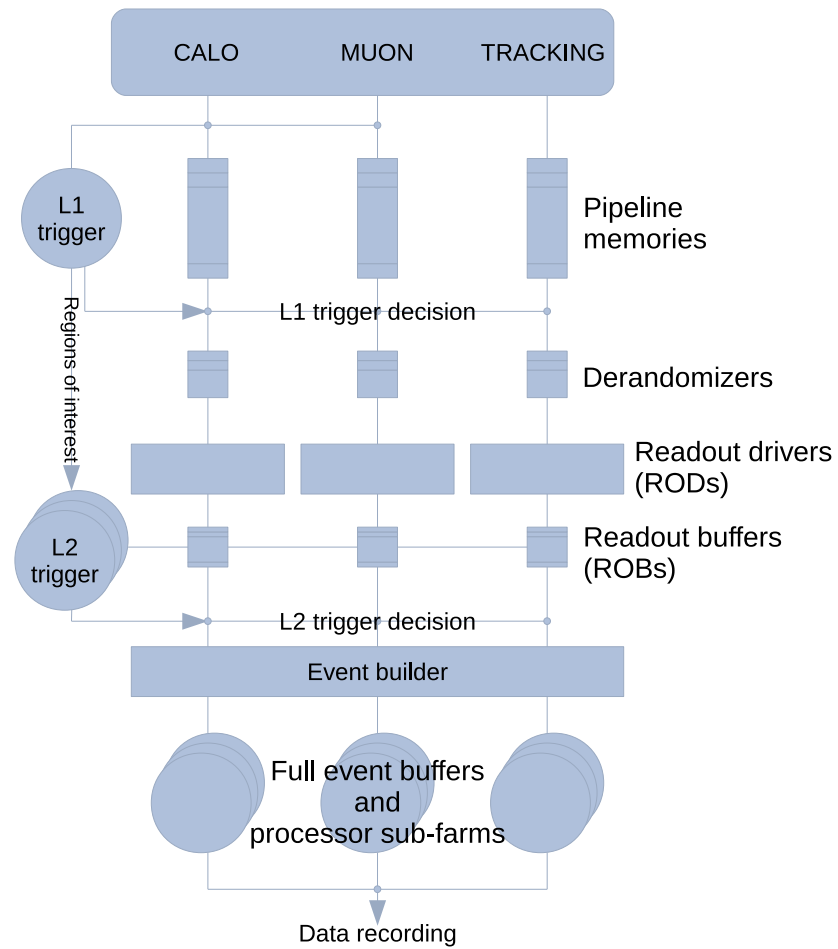 CALO MUON TRACKING
L1
trigger
Pipeline
memories
L1 trigger decision
Regions of interest
Derandomizers
Readout drivers
(RODs)
L2
trigger
Readout buffers
(ROBs)
L2 trigger decision
Event builder
Full event buffers
and
processor sub-farms
Data recording